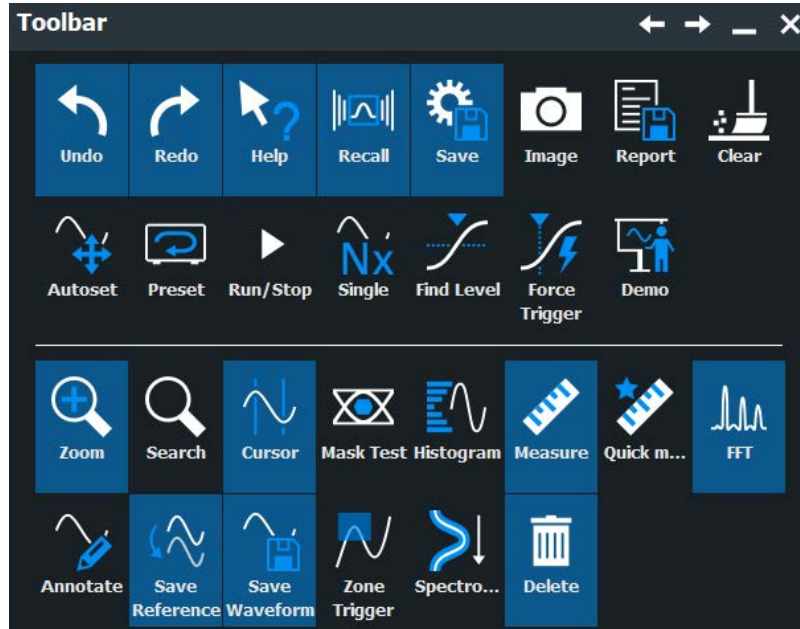 Toolbar
Undo
Redo
Help
Recall
Save
Image
Report
Clear
Autoset
Preset
Run/Stop
Nx
Single
Find Level
Force
Trigger
Demo
Zoom
Search
Cursor
Mask Test
Histogram
Measure
Quick m...
FFT
Annotate
Save
Reference
Save
Waveform
Zone
Trigger
Spectro...
Delete